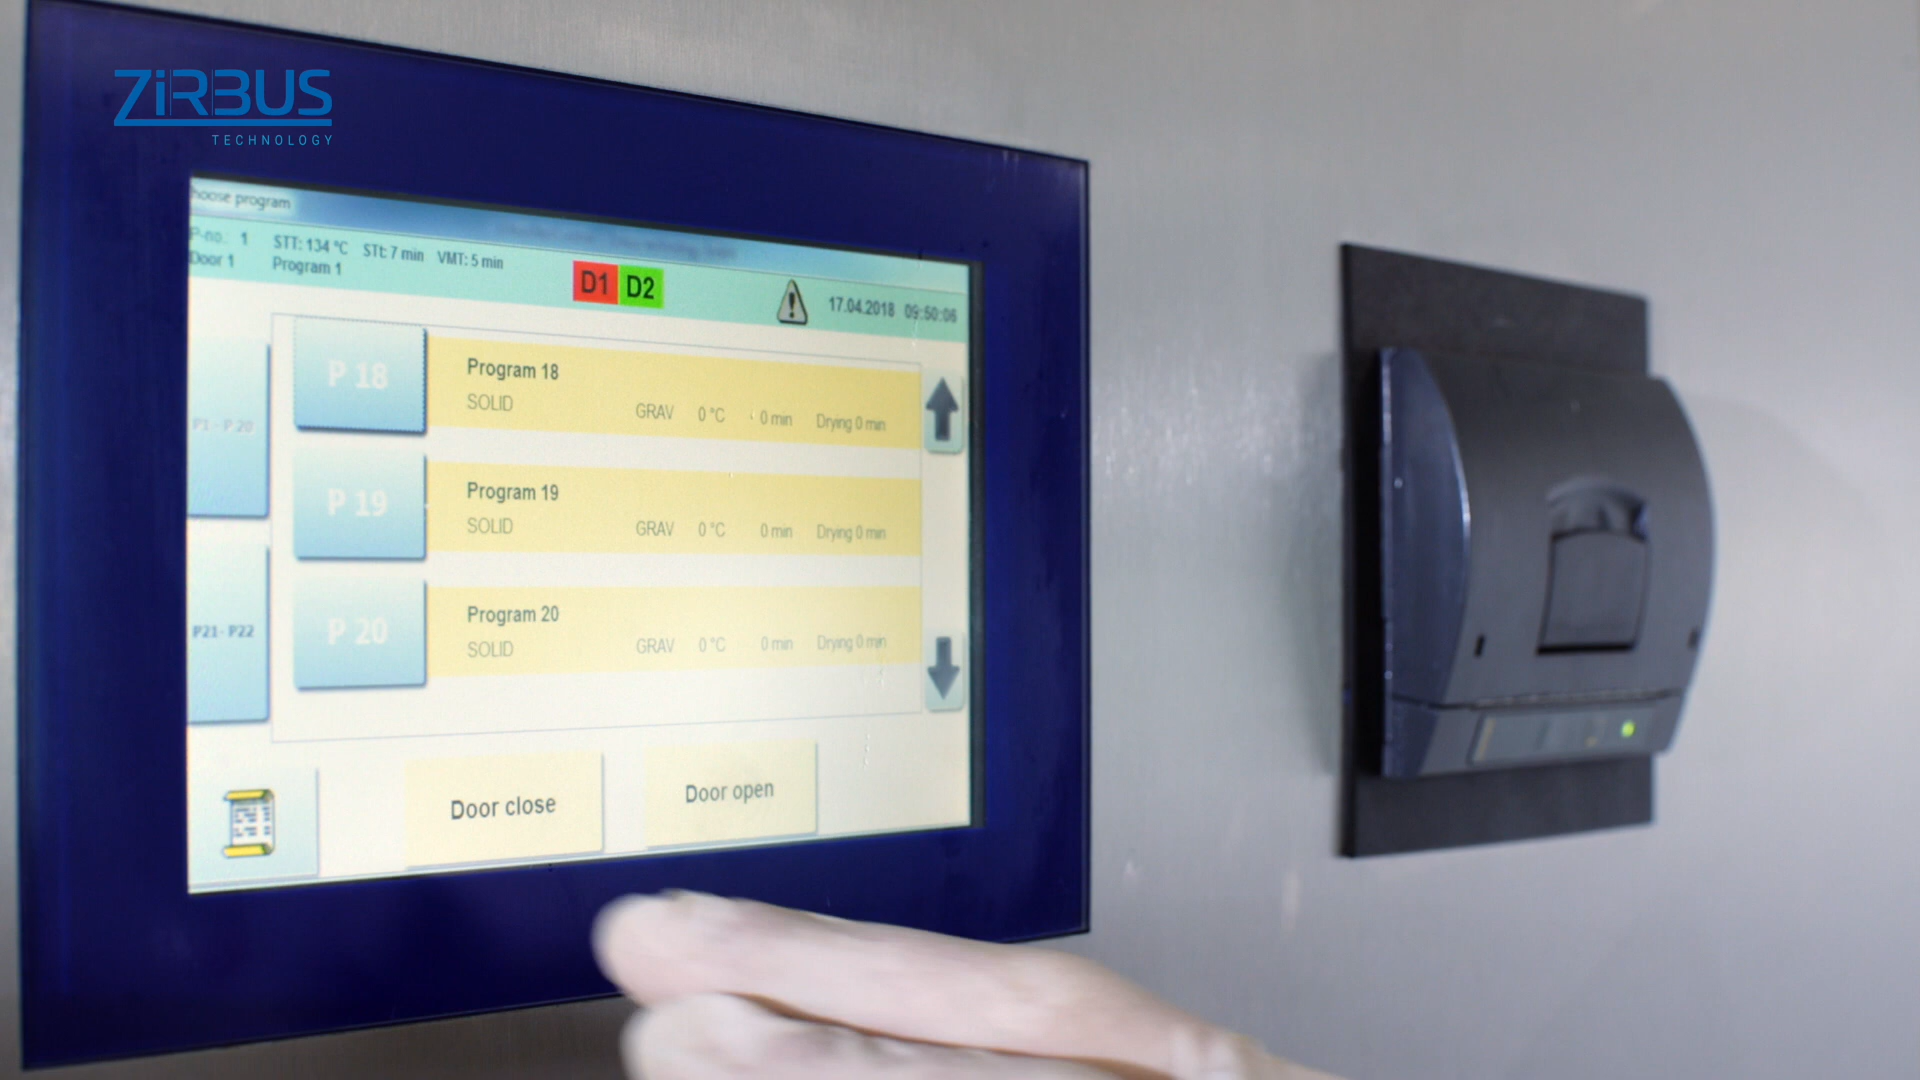 ZIRBUS
TECHNOLOGY
hoose program
P-no.: 1 STT: 134 °C STt: 7 min VMT: 5 min
Door 1 Program 1
D1 D2
17.04.2018 09:50:06
P1 - P 20
P21- P22
P 18
Program 18
SOLID GRAV 0 °C 0 min Drying 0 min
P 19
Program 19
SOLID GRAV 0 °C 0 min Drying 0 min
P 20
Program 20
SOLID GRAV 0 °C 0 min Drying 0 min
Door close
Door open